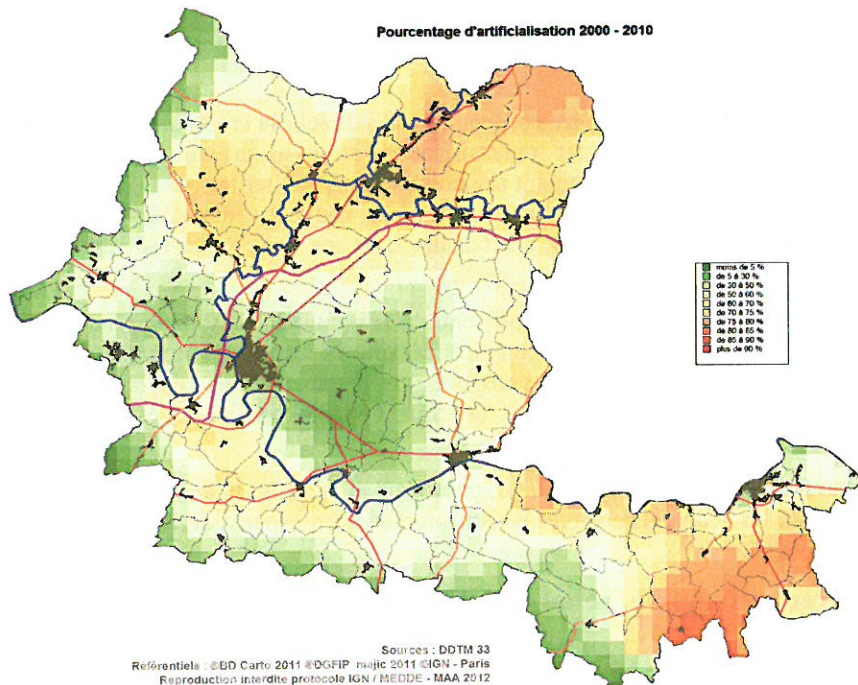 Pourcentage d'artificialisation 2000 - 2010
moins de 5 %
de 5 à 30 %
de 30 à 50 %
de 50 à 60 %
de 60 à 70 %
de 70 à 75 %
de 75 à 80 %
de 80 à 85 %
de 85 à 90 %
plus de 90 %
Sources : DDTM 33
Référentiels : ©BD Carto 2011 ©DGFIP majic 2011 ©IGN - Paris
Reproduction interdite protocole IGN / MEDDE - MAA 2012